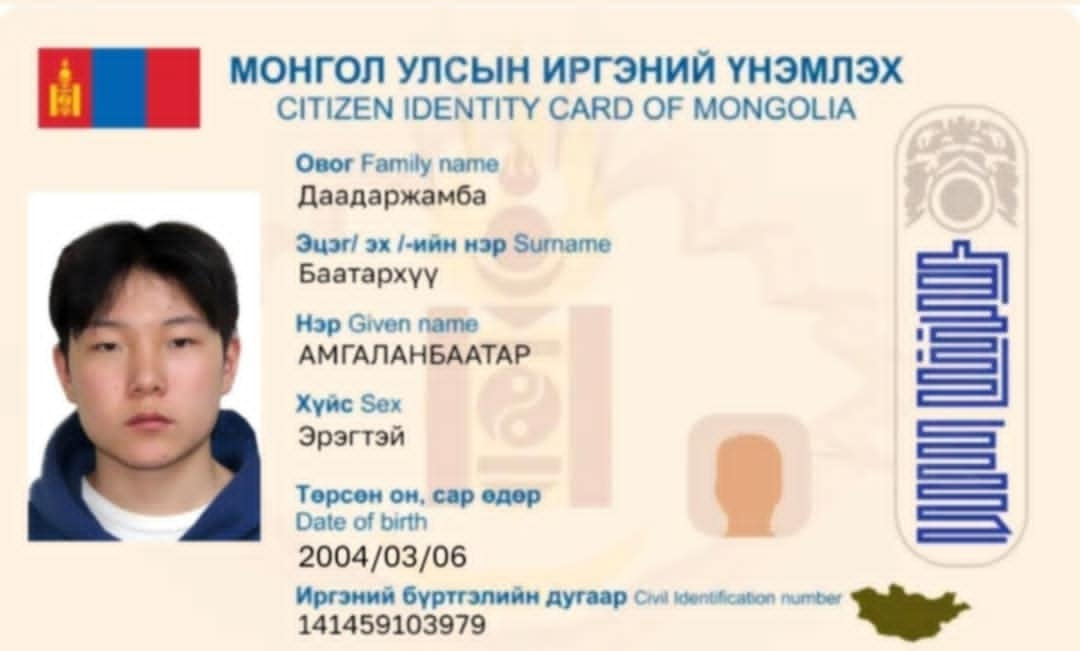 МОНГОЛ УЛСЫН ИРГЭНИЙ ҮНЭМЛЭХ
CITIZEN IDENTITY CARD OF MONGOLIA
Овог Family name
Даадаржамба
Эцэг/ эх /-ийн нэр Surname
Баатархүү
Нэр Given name
АМГАЛАНБААТАР
Хүйс Sex
Эрэгтэй
Төрсөн он, сар өдөр
Date of birth
2004/03/06
Иргэний бүртгэлийн дугаар Civil Identification number
141459103979